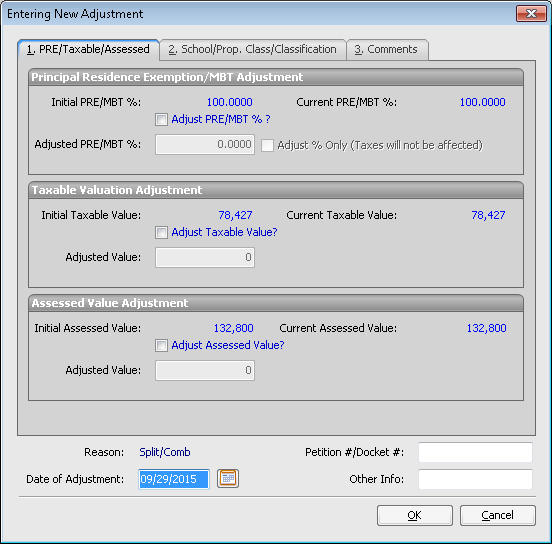 Entering New Adjustment
1. PRE/Taxable/Assessed 2. School/Prop. Class/Classification 3. Comments
Principal Residence Exemption/MBT Adjustment
Initial PRE/MBT %: 100.0000 Current PRE/MBT %: 100.0000
Adjust PRE/MBT % ?
Adjusted PRE/MBT %: 0.0000 Adjust % Only (Taxes will not be affected)
Taxable Valuation Adjustment
Initial Taxable Value: 78,427 Current Taxable Value: 78,427
Adjust Taxable Value?
Adjusted Value: 0
Assessed Value Adjustment
Initial Assessed Value: 132,800 Current Assessed Value: 132,800
Adjust Assessed Value?
Adjusted Value: 0
Reason: Split/Comb Petition #/Docket #:
Date of Adjustment: 09/29/2015 Other Info:
OK Cancel